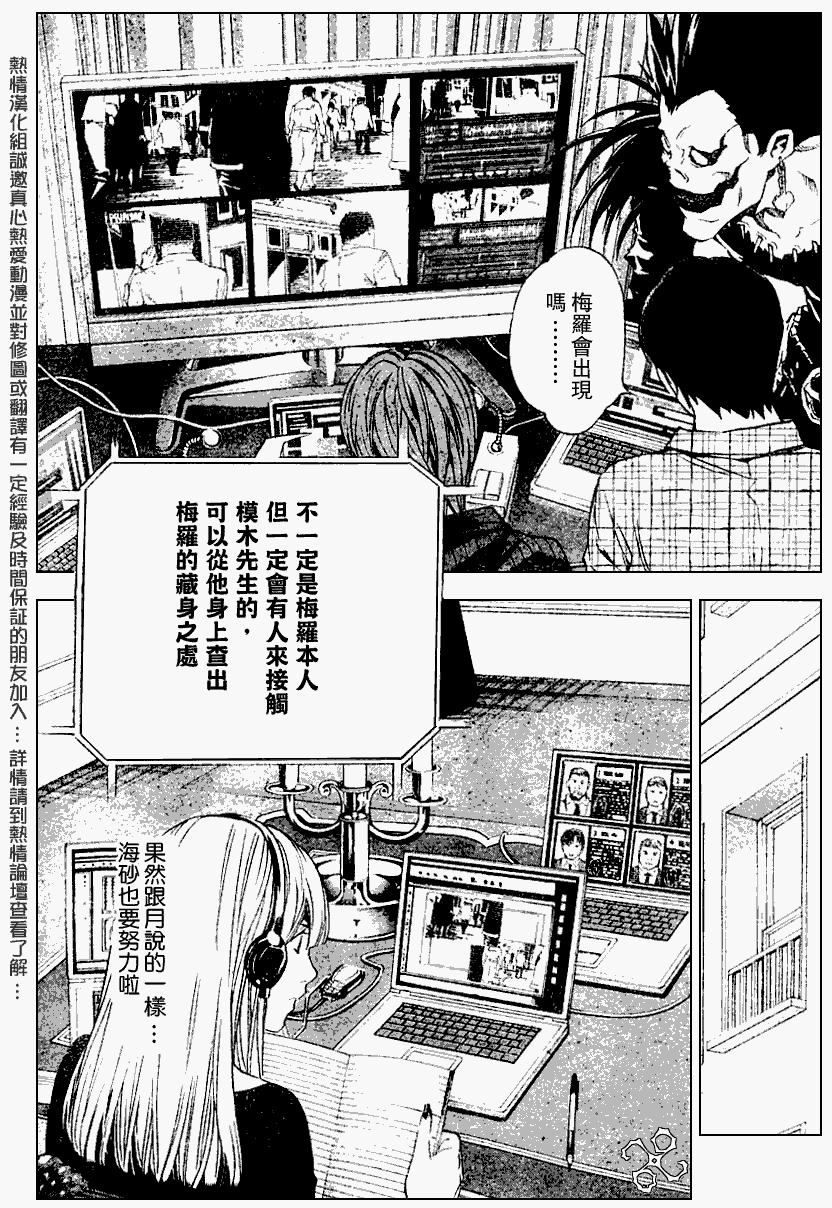 梅羅會出現
嗎………
不一定是梅羅本人
但一定會有人來接觸
模木先生的，
可以從他身上查出
梅羅的藏身之處
果然跟月說的一樣…
海砂也要努力啦
熱情漢化組誠邀真心熱愛動漫並對修圖或翻譯有一定經驗及時間保証的朋友加入…詳情請到熱情論壇查看了解…